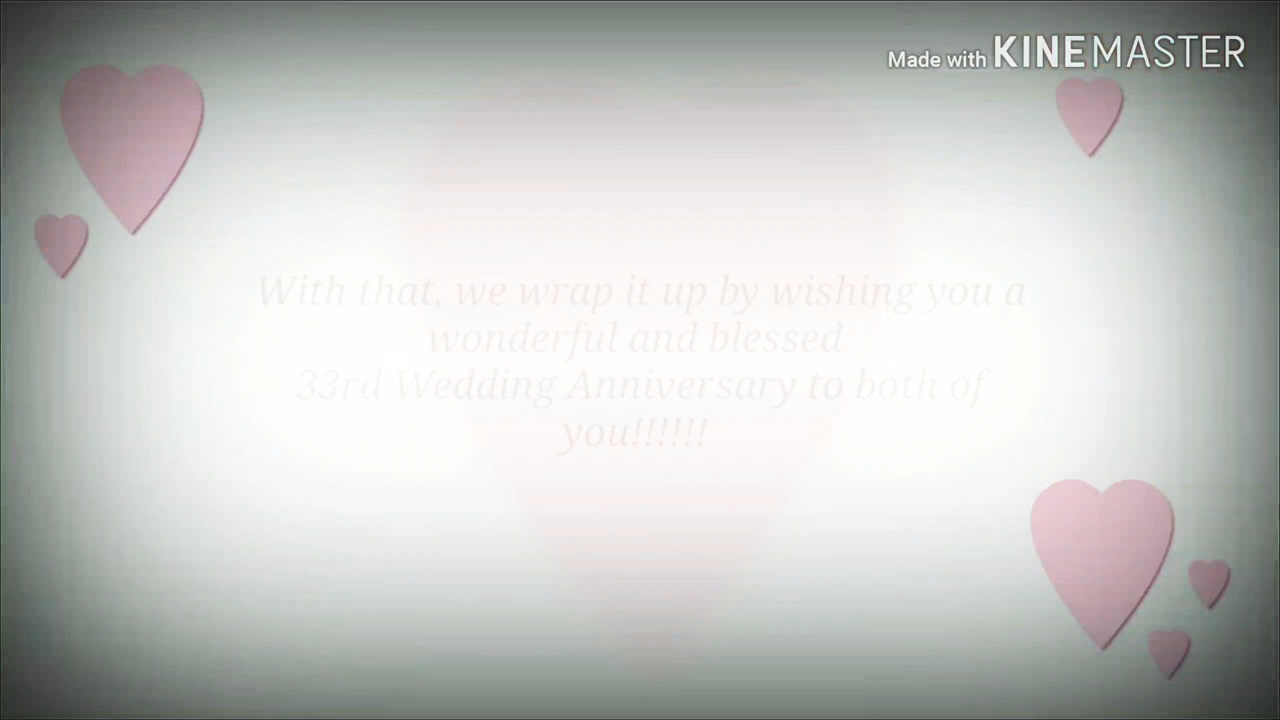 Made with KINEMASTER
With that, we wrap it up by wishing you a
wonderful and blessed
33rd Wedding Anniversary to both of
you!!!!!!